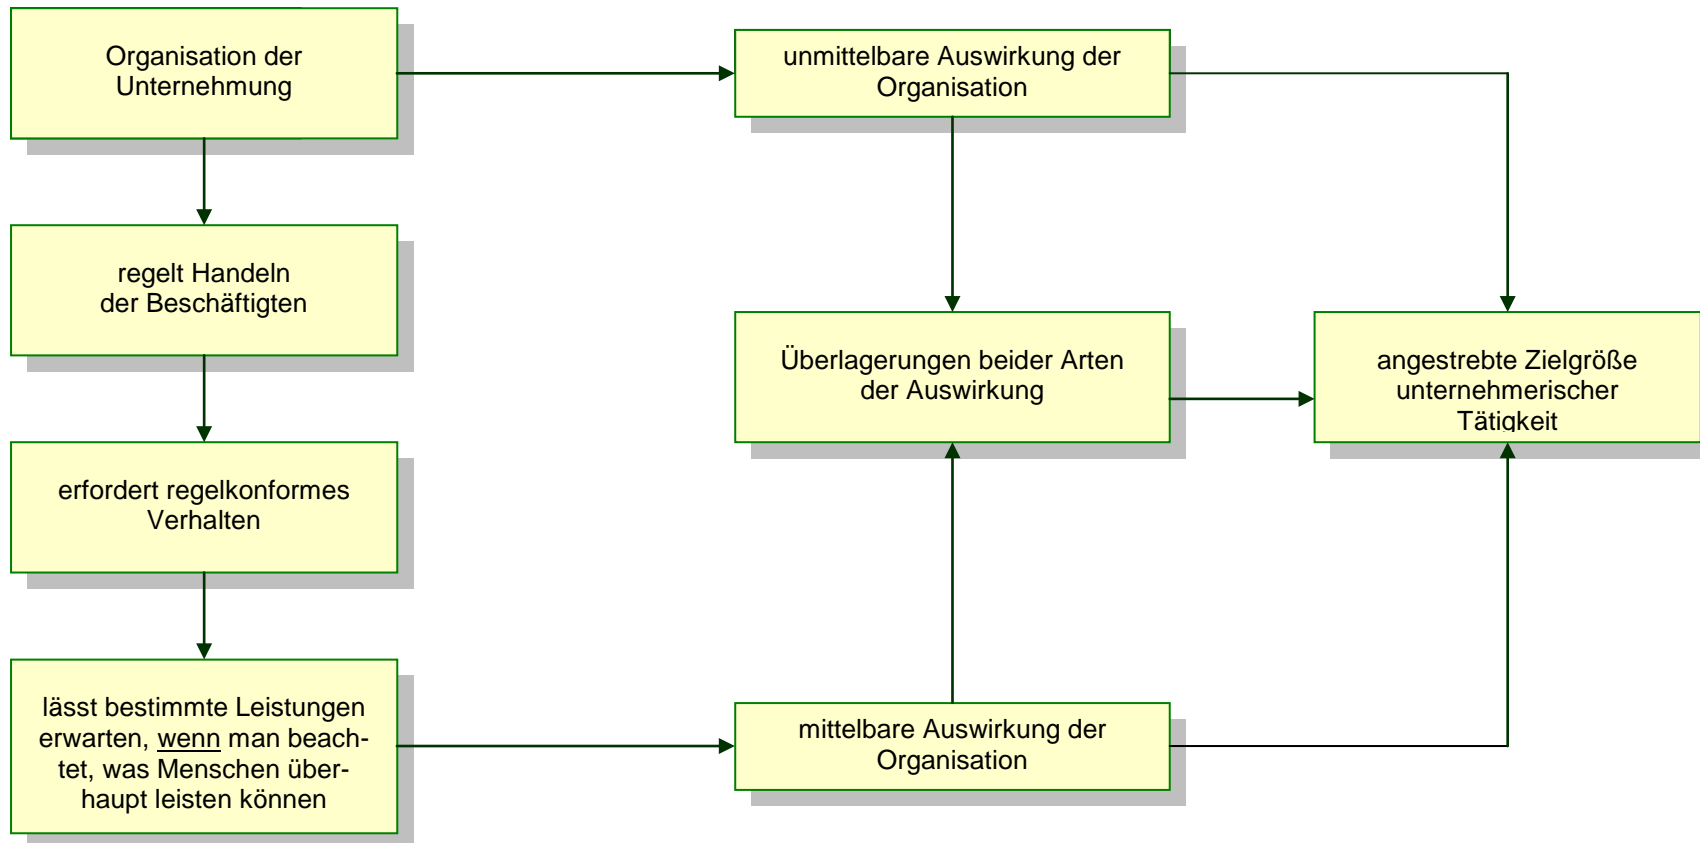 Organisation der
Unternehmung
unmittelbare Auswirkung der
Organisation
regelt Handeln
der Beschäftigten
Überlagerungen beider Arten
der Auswirkung
angestrebte Zielgröße
unternehmerischer
Tätigkeit
erfordert regelkonformes
Verhalten
lässt bestimmte Leistungen
erwarten, wenn man beach-
tet, was Menschen über-
haupt leisten können
mittelbare Auswirkung der
Organisation